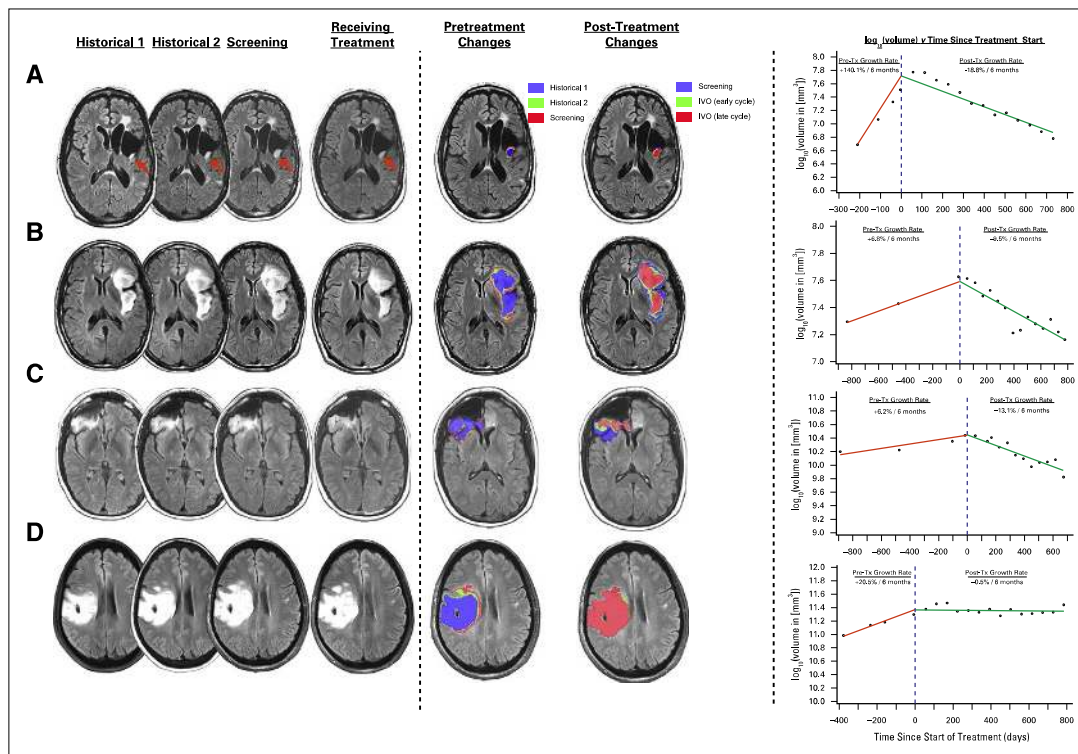 Historical 1 Historical 2 Screening
Receiving
Treatment
Pretreatment
Changes
Post-Treatment
Changes
A
Historical 1
Historical 2
Screening
Screening
IVO (early cycle)
IVO (late cycle)
B
C
D
log10(volume) v Time Since Treatment Start
Pre-Tx Growth Rate
+140.1% / 6 months
Post-Tx Growth Rate
-18.8% / 6 months
log10(volume in [mm3])
8.0
7.8
7.6
7.4
7.2
7.0
6.8
6.6
6.4
6.2
6.0
−300 −200 −100 0 100 200 300 400 500 600 700 800
Pre-Tx Growth Rate
+6.8% / 6 months
Post-Tx Growth Rate
log10(volume in [mm3])
8.0
7.8
7.6
7.4
7.2
7.0
−800 −600 −400 −200 0 200 400 600 800
Pre-Tx Growth Rate
+6.2% / 6 months
Post-Tx Growth Rate
−13.1% / 6 months
log10(volume in [mm3])
11.0
10.8
10.6
10.4
10.2
10.0
9.8
9.6
9.4
9.2
9.0
−800 −600 −400 −200 0 200 400 600
Pre-Tx Growth Rate
+20.5% / 6 months
Post-Tx Growth Rate
−0.5% / 6 months
log10(volume in [mm3])
12.0
11.8
11.6
11.4
11.2
11.0
10.8
10.6
10.4
10.2
10.0
−400 −200 0 200 400 600 800
Time Since Start of Treatment (days)